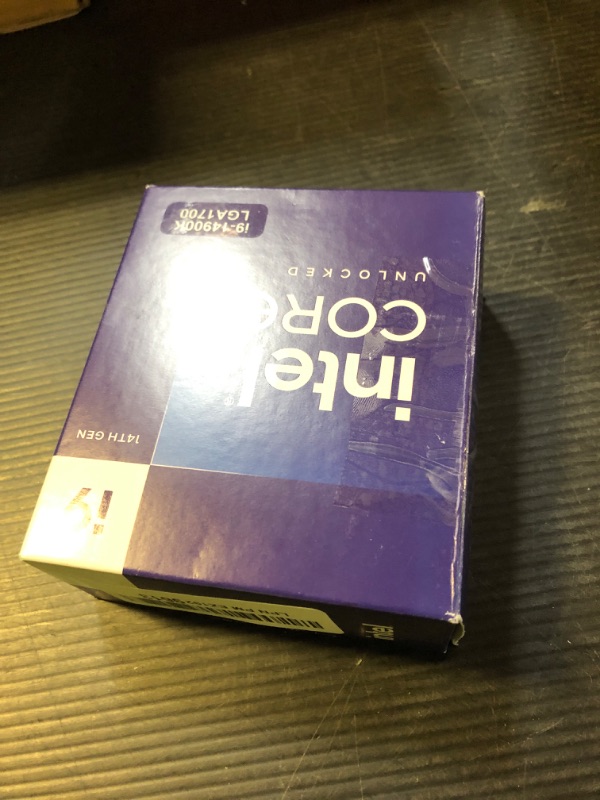 i9-14900K
LGA1700
UNLOCKED
intel
CORE
14TH GEN
i9